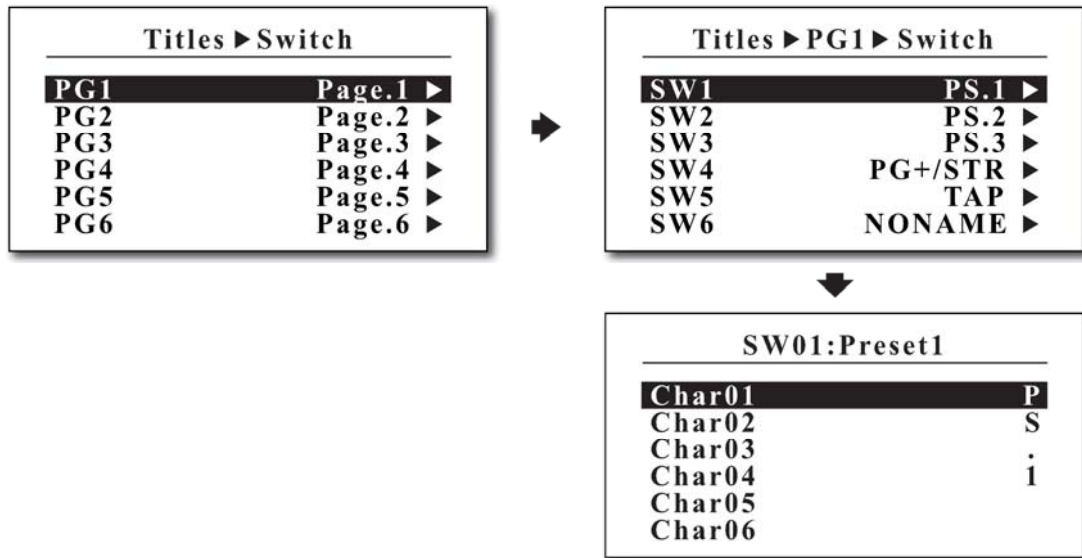 Titles ▶ Switch
PG1 Page.1 ▶
PG2 Page.2 ▶
PG3 Page.3 ▶
PG4 Page.4 ▶
PG5 Page.5 ▶
PG6 Page.6 ▶
Titles ▶ PG1 ▶ Switch
SW1 PS.1 ▶
SW2 PS.2 ▶
SW3 PS.3 ▶
SW4 PG+/STR ▶
SW5 TAP ▶
SW6 NONAME ▶
SW01:Preset1
Char01 P
Char02 S
Char03 .
Char04 1
Char05
Char06